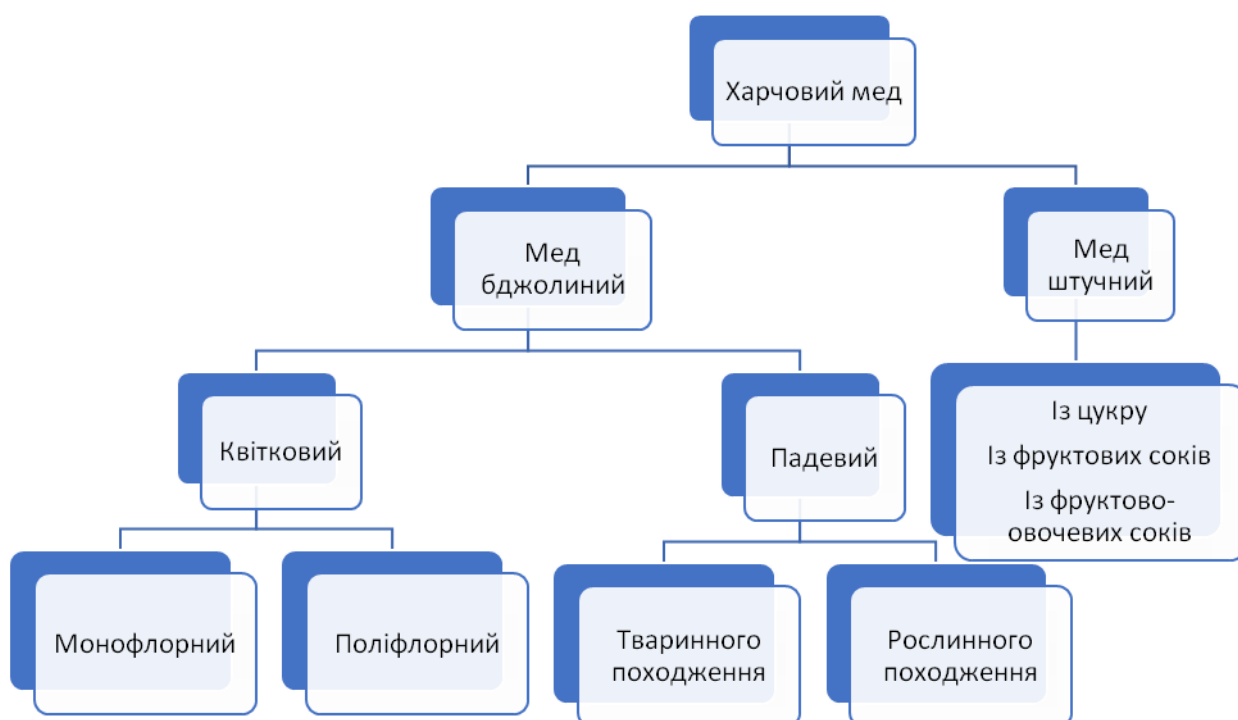 Харчовий мед
Мед
бджолиний
Мед
штучний
Квітковий
Падевий
Із цукру
Із фруктових соків
Із фруктово-
овочевих соків
Монофлорний
Поліфлорний
Тваринного
походження
Рослинного
походження